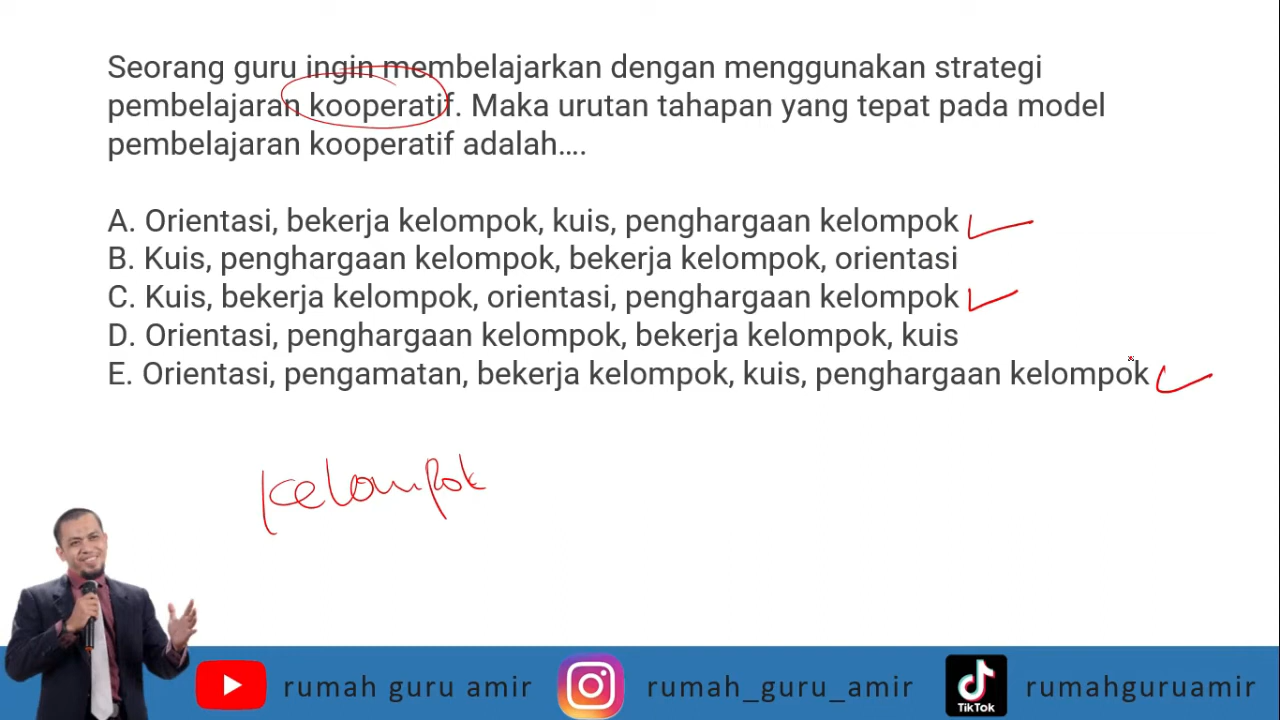 Seorang guru ingin membelajarkan dengan menggunakan strategi
pembelajaran kooperatif. Maka urutan tahapan yang tepat pada model
pembelajaran kooperatif adalah....
A. Orientasi, bekerja kelompok, kuis, penghargaan kelompok
B. Kuis, penghargaan kelompok, bekerja kelompok, orientasi
C. Kuis, bekerja kelompok, orientasi, penghargaan kelompok
D. Orientasi, penghargaan kelompok, bekerja kelompok, kuis
E. Orientasi, pengamatan, bekerja kelompok, kuis, penghargaan kelompok
Kelompok
rumah guru amir
rumah_guru_amir
TikTok
rumahguruamir